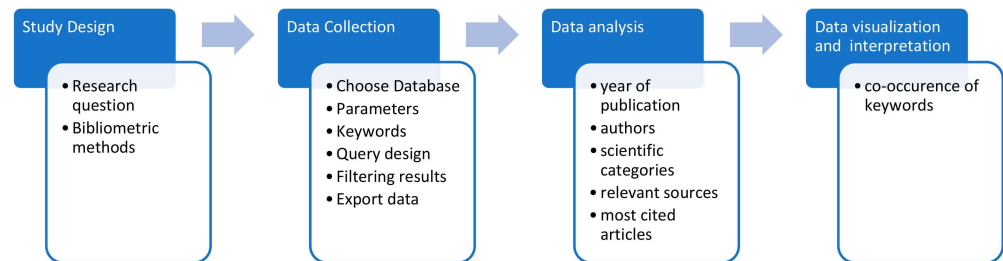 Study Design
• Research
question
• Bibliometric
methods
Data Collection
• Choose Database
• Parameters
• Keywords
• Query design
• Filtering results
• Export data
Data analysis
• year of
publication
• authors
• scientific
categories
• relevant sources
• most cited
articles
Data visualization
and interpretation
• co-occurence of
keywords